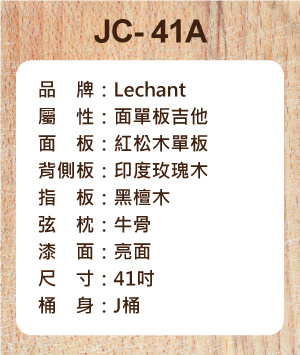 JC- 41A
品　牌：Lechant
屬　性：面單板吉他
面　板：紅松木單板
背側板：印度玫瑰木
指　板：黑檀木
弦　枕：牛骨
漆　面：亮面
尺　寸：41吋
桶　身：J桶